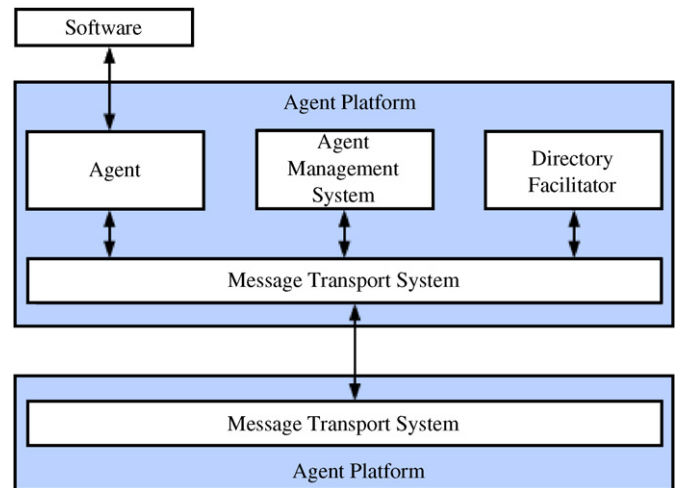 Software
Agent Platform
Agent
Agent
Management
System
Directory
Facilitator
Message Transport System
Message Transport System
Agent Platform